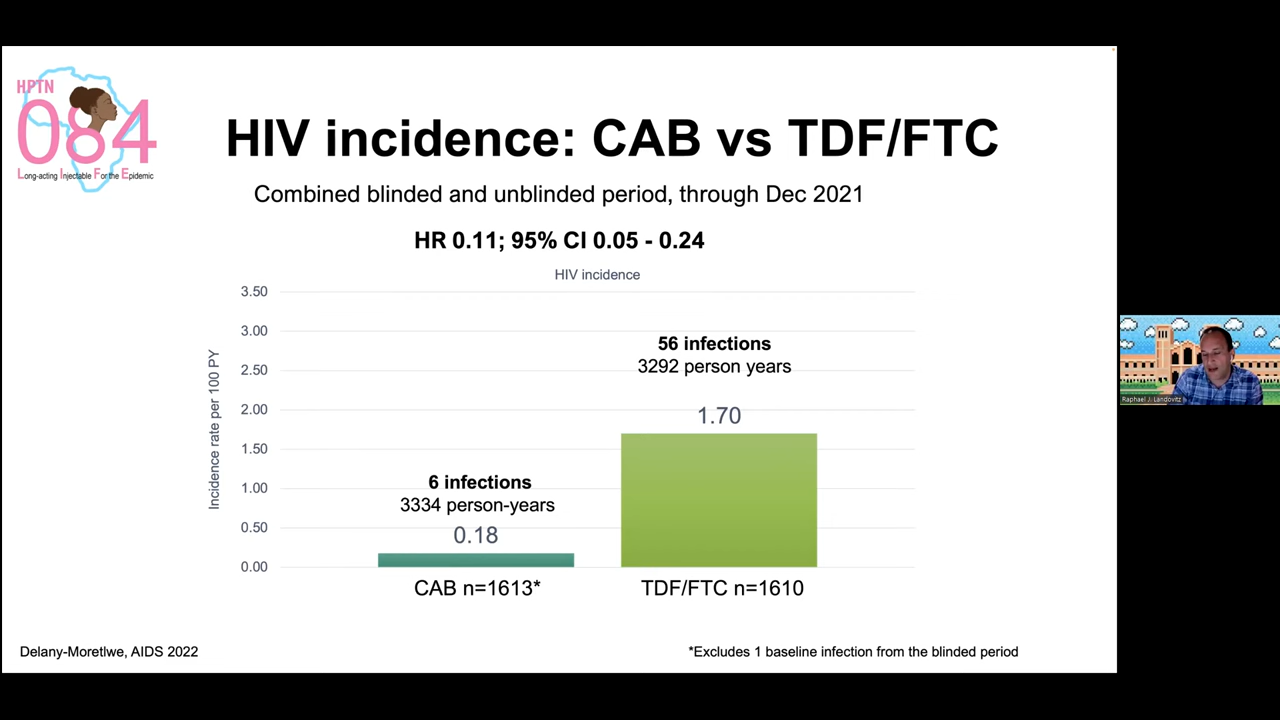 HPTN
084
Long-acting Injectable For the Epidemic
HIV incidence: CAB vs TDF/FTC
Combined blinded and unblinded period, through Dec 2021
HR 0.11; 95% CI 0.05 - 0.24
HIV incidence
Incidence rate per 100 PY
3.50
3.00
2.50
2.00
1.50
1.00
0.50
0.00
56 infections
3292 person years
1.70
6 infections
3334 person-years
0.18
CAB n=1613*
TDF/FTC n=1610
Delany-Moretlwe, AIDS 2022
*Excludes 1 baseline infection from the blinded period
Raphael J. Landovitz